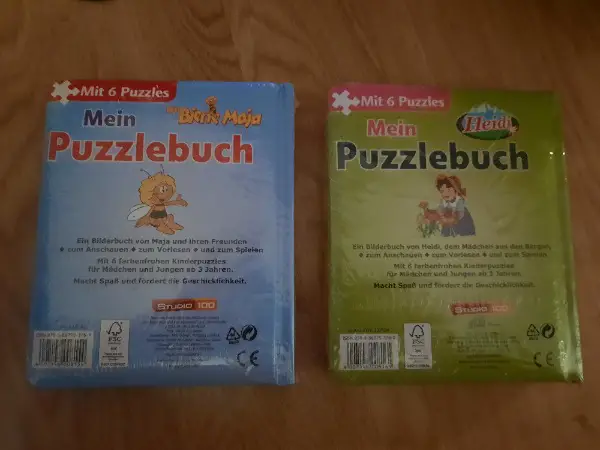 Mit 6 Puzzles
Die Biene Maja
Mein
Puzzlebuch
Ein Bilderbuch von Maja und ihren Freunden
zum Anschauen zum Vorlesen und zum Spielen
Mit 6 farbenfrohen Kinderpuzzles
für Mädchen und Jungen ab 3 Jahren.
Macht Spaß und fördert die Geschicklichkeit.
STUDIO 100
FSC
CE
Mit 6 Puzzles
Heidi
Mein
Puzzlebuch
Ein Bilderbuch von Heidi, dem Mädchen aus den Bergen,
zum Anschauen zum Vorlesen und zum Spielen
Mit 6 farbenfrohen Kinderpuzzles
für Mädchen und Jungen ab 3 Jahren.
Macht Spaß und fördert die Geschicklichkeit.
STUDIO 100
FSC
CE